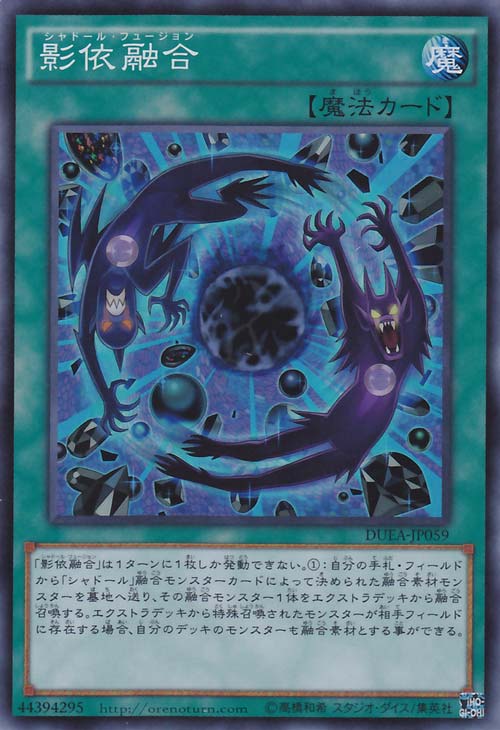 シャドール・フュージョン
影依融合
魔
【魔法カード】
DUEA-JP059
「影依融合」は1ターンに1枚しか発動できない。①:自分の手札・フィールド
から「シャドール」融合モンスターカードによって決められた融合素材モン
スターを墓地へ送り、その融合モンスター1体をエクストラデッキから融合
召喚する。エクストラデッキから特殊召喚されたモンスターが相手フィールド
に存在する場合、自分のデッキのモンスターも融合素材とする事ができる。
44394295 http://orenoturn.com/ ©高橋和希 スタジオ・ダイス/集英社